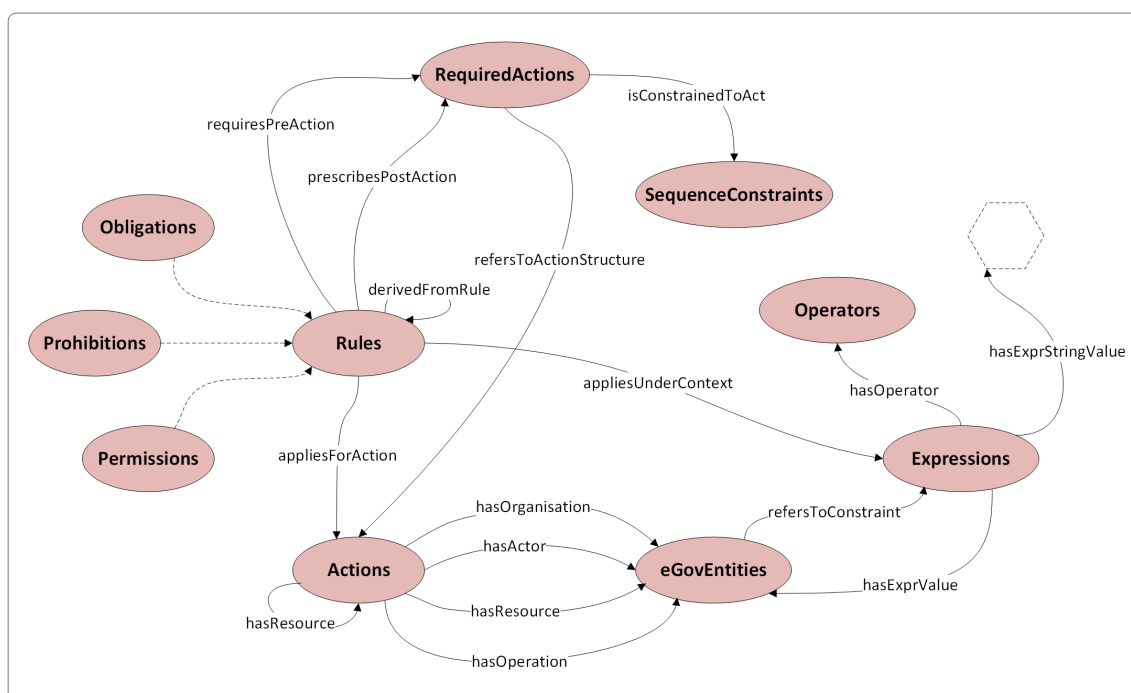 RequiredActions
isConstrainedToAct
requiresPreAction
prescribesPostAction
SequenceConstraints
Obligations
refersToActionStructure
derivedFromRule
Operators
Prohibitions
Rules
hasExprStringValue
appliesUnderContext
hasOperator
Permissions
appliesForAction
Expressions
hasOrganisation
refersToConstraint
hasActor
Actions
eGovEntities
hasExprValue
hasResource
hasResource
hasOperation